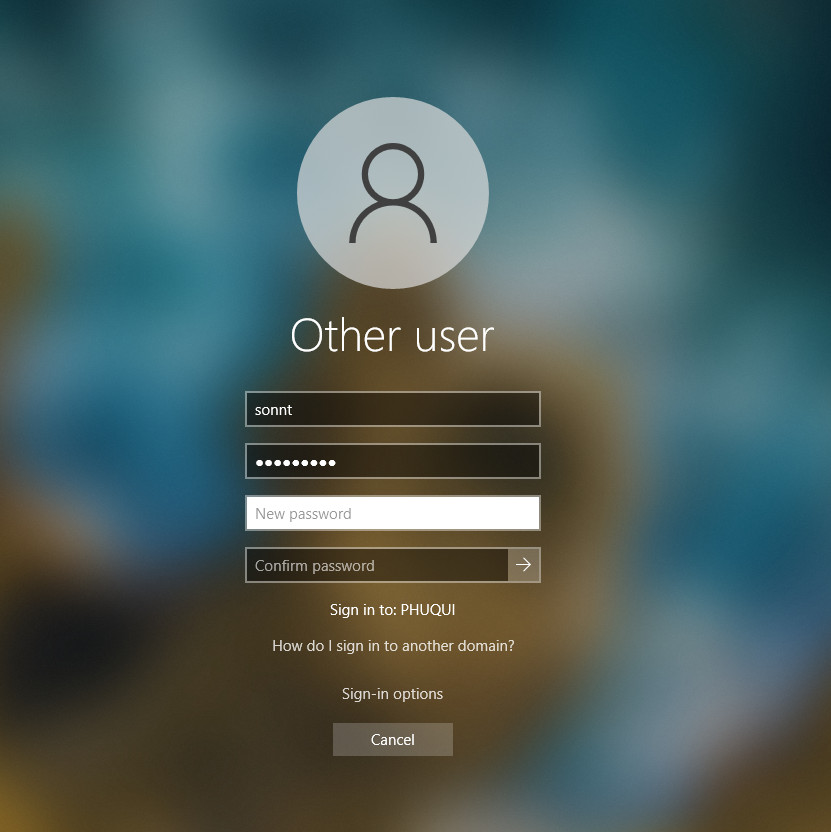 Other user
sonnt
●●●●●●●●●
New password
Confirm password
Sign in to: PHUQUI
How do I sign in to another domain?
Sign-in options
Cancel